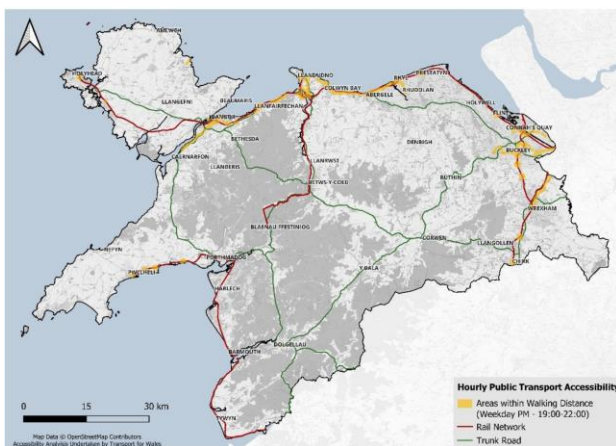 AMLWCH
HOLYHEAD
LLANGEFNI
BEAUMARIS
BANGOR
LLANFAIRFECHAN
LLANDUDNO
COLWYN BAY
ABERGELE
RHYL
PRESTATYN
RHUDDLAN
HOLYWELL
FLINT
CONNAH'S QUAY
BUCKLEY
BETHESDA
CAERNARFON
LLANBERIS
LLANRWST
DENBIGH
RUTHIN
WREXHAM
BETWS-Y-COED
BLAENAU FFESTINIOG
CORWEN
LLANGOLLEN
CHIRK
NEFYN
PORTHMADOG
PWLLHELI
Y BALA
HARLECH
BARMOUTH
DOLGELLAU
TYWYN
Hourly Public Transport Accessibility
Areas within Walking Distance
(Weekday PM - 19:00-22:00)
Rail Network
Trunk Road
0 15 30 km
Map Data © OpenStreetMap Contributors
Accessibility Analysis Undertaken by Transport for Wales